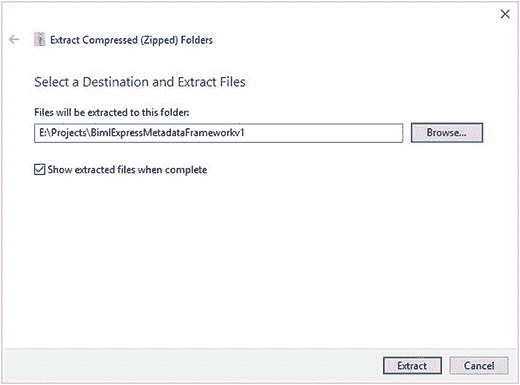 Extract Compressed (Zipped) Folders
Select a Destination and Extract Files
Files will be extracted to this folder:
E:\Projects\BimlExpressMetadataFrameworkv1
Browse...
Show extracted files when complete
Extract
Cancel